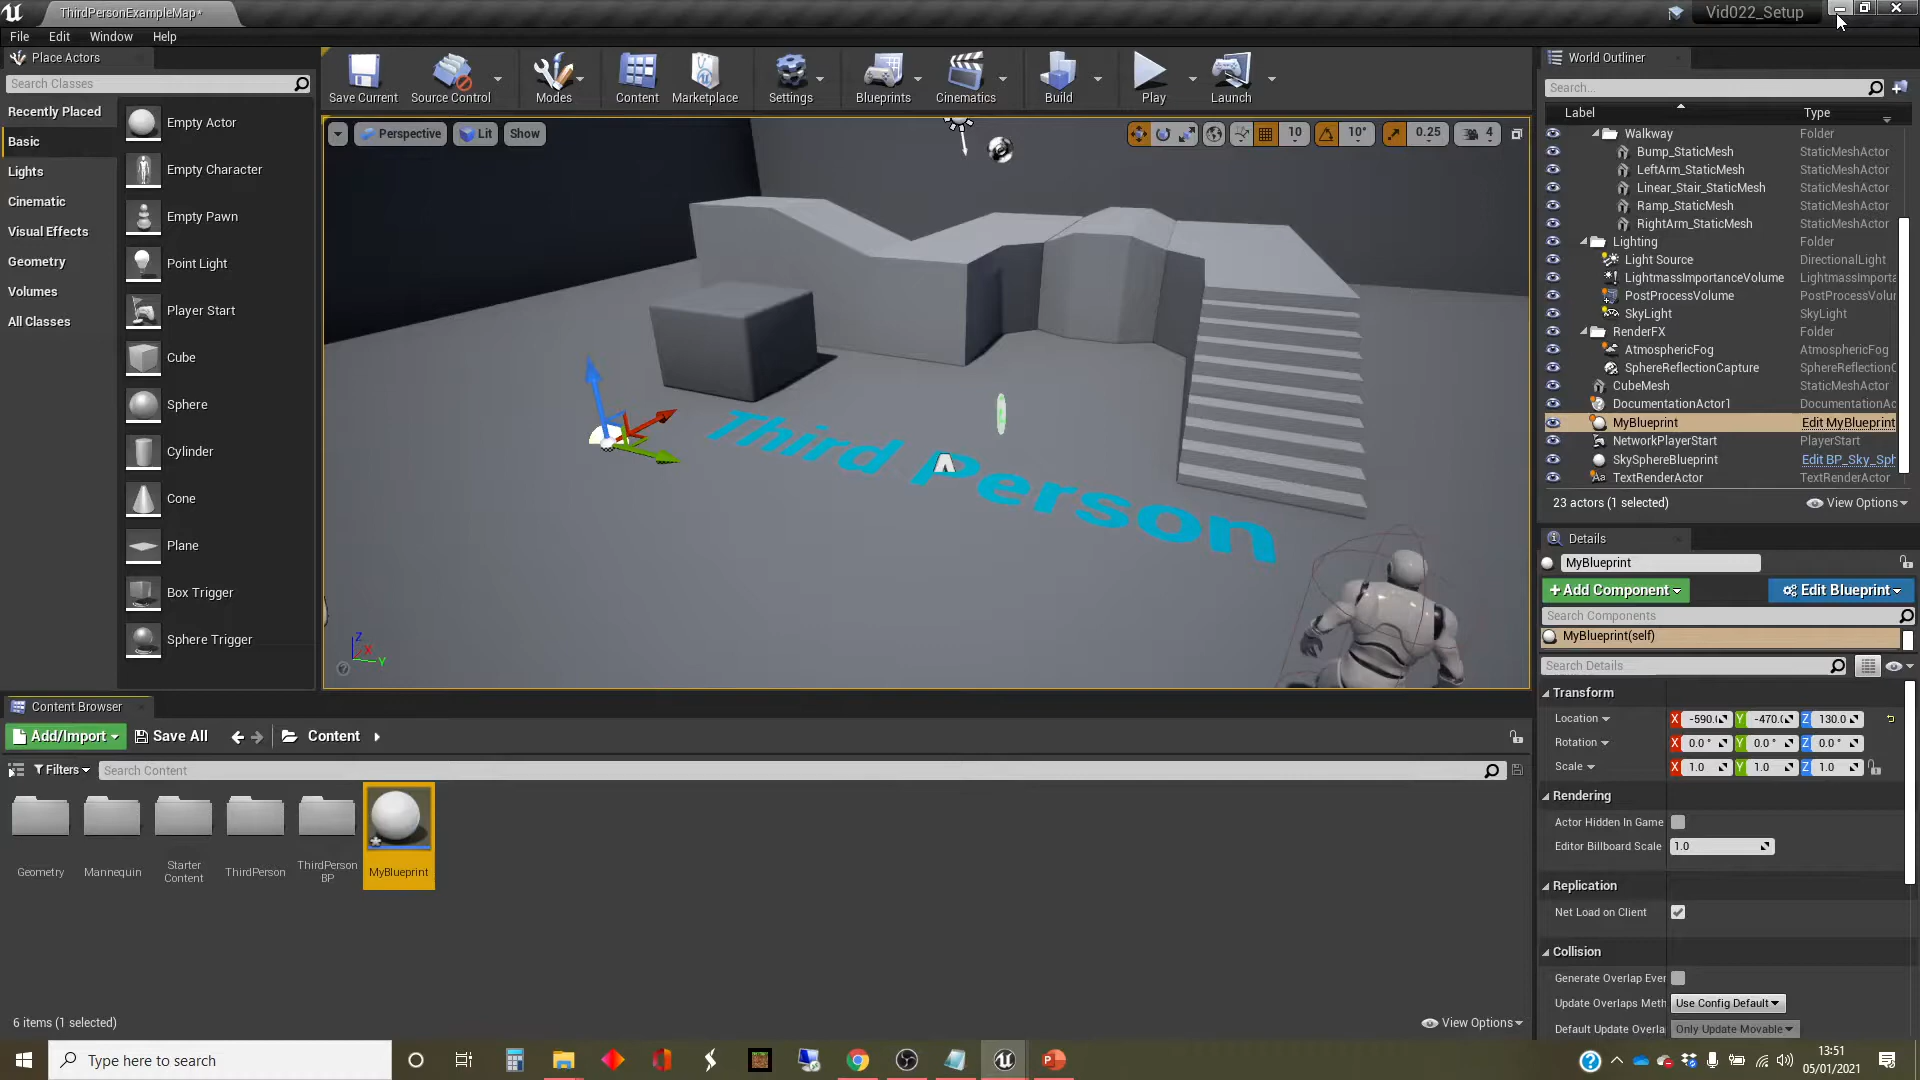 ThirdPersonExampleMap*
Vid022_Setup
File Edit Window Help
Place Actors
Search Classes
Recently Placed
Basic
Lights
Cinematic
Visual Effects
Geometry
Volumes
All Classes
Empty Actor
Empty Character
Empty Pawn
Point Light
Player Start
Cube
Sphere
Cylinder
Cone
Plane
Box Trigger
Sphere Trigger
Save Current
Source Control
Modes
Content
Marketplace
Settings
Blueprints
Cinematics
Build
Play
Launch
Perspective Lit Show
10 10° 0.25 4
Third Person
Z X Y
World Outliner
Search...
Label Type
Walkway Folder
Bump_StaticMesh StaticMeshActor
LeftArm_StaticMesh StaticMeshActor
Linear_Stair_StaticMesh StaticMeshActor
Ramp_StaticMesh StaticMeshActor
RightArm_StaticMesh StaticMeshActor
Lighting Folder
Light Source DirectionalLight
LightmassImportanceVolume LightmassImporta
PostProcessVolume PostProcessVolu
SkyLight SkyLight
RenderFX Folder
AtmosphericFog AtmosphericFog
SphereReflectionCapture SphereReflectionC
CubeMesh StaticMeshActor
DocumentationActor1 DocumentationAc
MyBlueprint Edit MyBlueprint
NetworkPlayerStart PlayerStart
SkySphereBlueprint Edit BP_Sky_Sph
TextRenderActor TextRenderActor
23 actors (1 selected) View Options
Details
MyBlueprint
+Add Component Edit Blueprint
Search Components
MyBlueprint(self)
Search Details
Transform
Location X -590.0 Y -470.0 Z 130.0
Rotation X 0.0 ° Y 0.0 ° Z 0.0 °
Scale X 1.0 Y 1.0 Z 1.0
Rendering
Actor Hidden In Game
Editor Billboard Scale 1.0
Replication
Net Load on Client
Collision
Generate Overlap Ever
Update Overlaps Meth Use Config Default
Default Update Overla Only Update Movable
Content Browser
Add/Import Save All Content
Filters Search Content
Geometry
Mannequin
Starter Content
ThirdPerson
ThirdPerson BP
MyBlueprint
6 items (1 selected)
View Options
Type here to search
13:51
05/01/2021